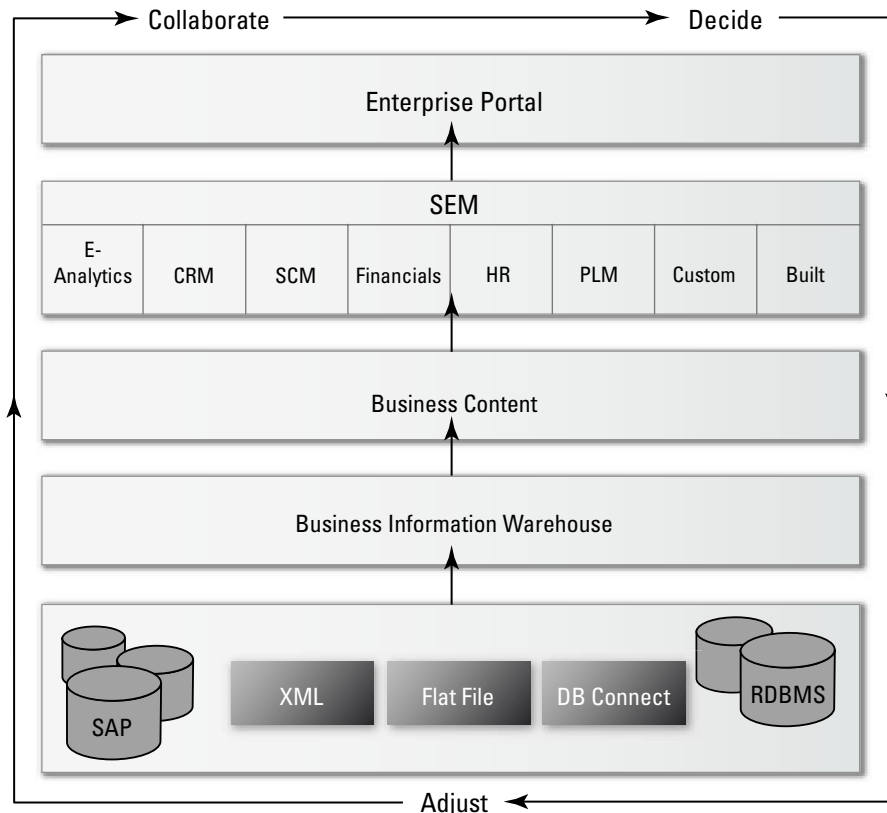 Collaborate Decide
Enterprise Portal
SEM
E-
Analytics CRM SCM Financials HR PLM Custom Built
Business Content
Business Information Warehouse
SAP XML Flat File DB Connect RDBMS
Adjust